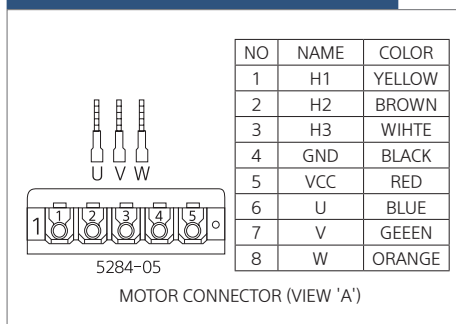 NO NAME COLOR
1 H1 YELLOW
2 H2 BROWN
3 H3 WIHTE
4 GND BLACK
5 VCC RED
6 U BLUE
7 V GEEEN
8 W ORANGE
U V W
1 1 2 3 4 5
5284-05
MOTOR CONNECTOR (VIEW 'A')